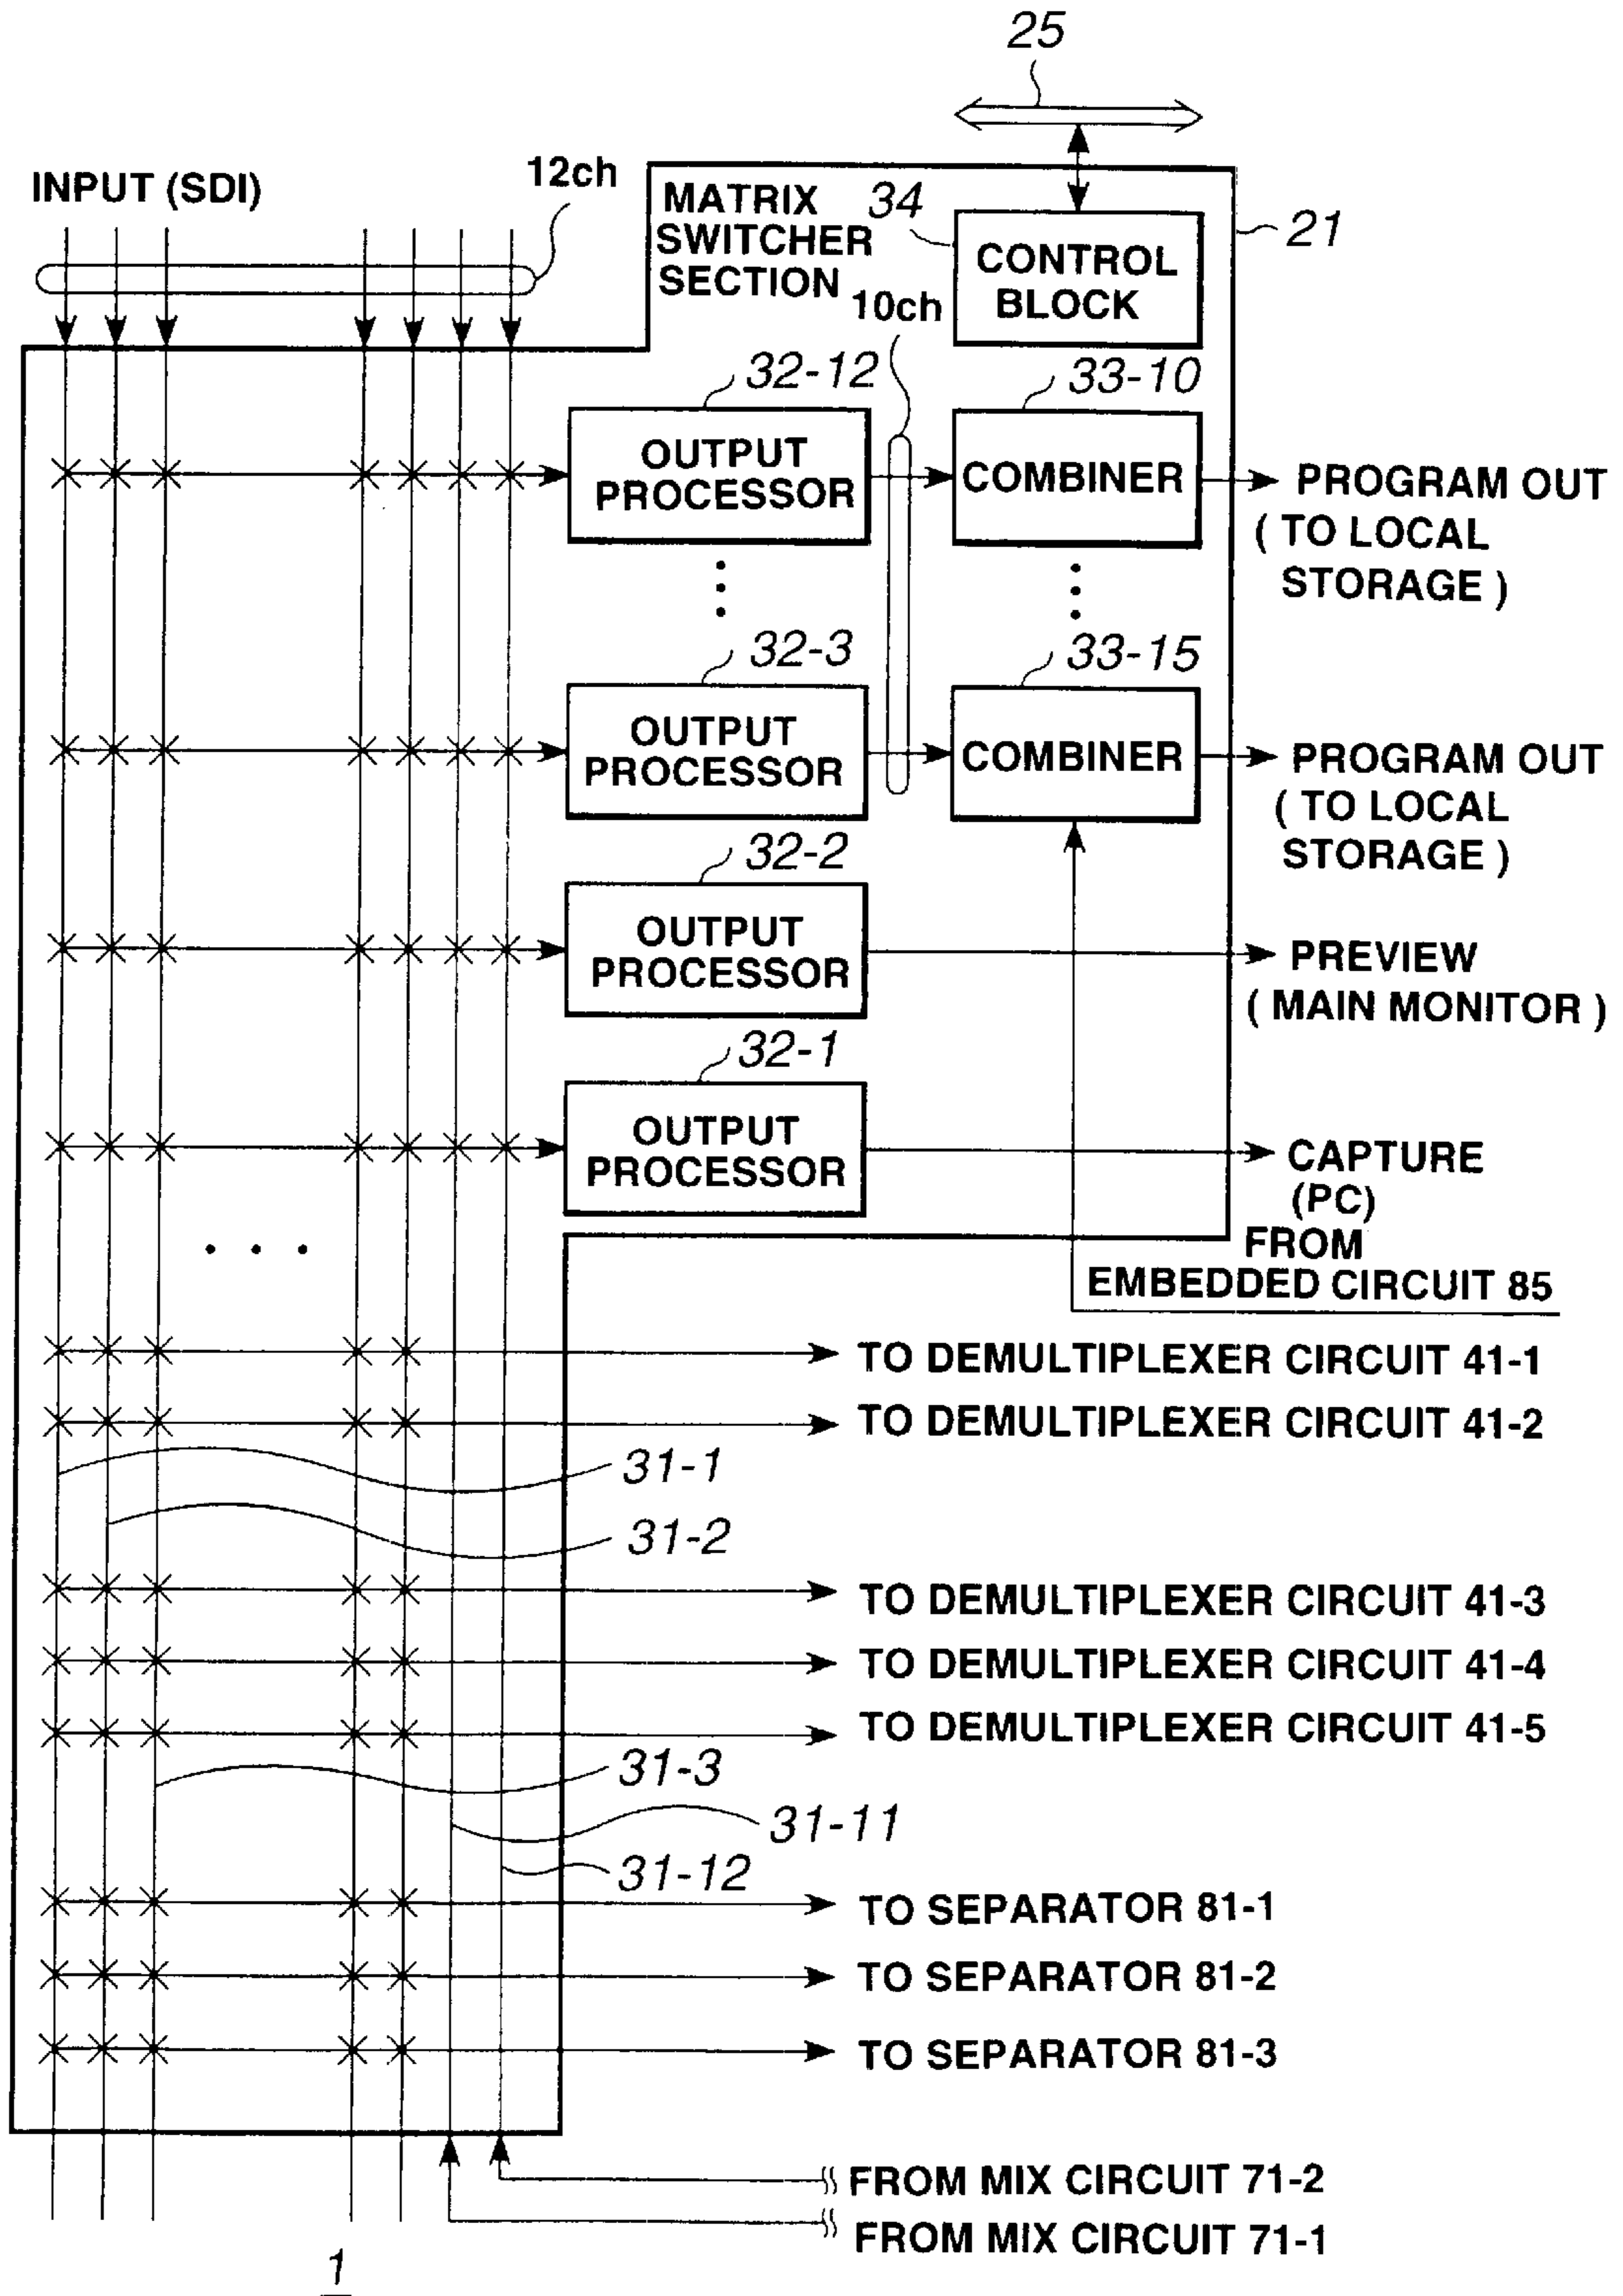 25
INPUT (SDI)
12ch
MATRIX
SWITCHER
SECTION
34
CONTROL
BLOCK
21
10ch
32-12
33-10
OUTPUT
PROCESSOR
COMBINER
PROGRAM OUT
( TO LOCAL
STORAGE )
32-3
33-15
OUTPUT
PROCESSOR
COMBINER
PROGRAM OUT
( TO LOCAL
STORAGE )
32-2
OUTPUT
PROCESSOR
PREVIEW
( MAIN MONITOR )
32-1
OUTPUT
PROCESSOR
CAPTURE
(PC)
FROM
EMBEDDED CIRCUIT 85
TO DEMULTIPLEXER CIRCUIT 41-1
TO DEMULTIPLEXER CIRCUIT 41-2
31-1
31-2
TO DEMULTIPLEXER CIRCUIT 41-3
TO DEMULTIPLEXER CIRCUIT 41-4
TO DEMULTIPLEXER CIRCUIT 41-5
31-3
31-11
31-12
TO SEPARATOR 81-1
TO SEPARATOR 81-2
TO SEPARATOR 81-3
FROM MIX CIRCUIT 71-2
FROM MIX CIRCUIT 71-1
1